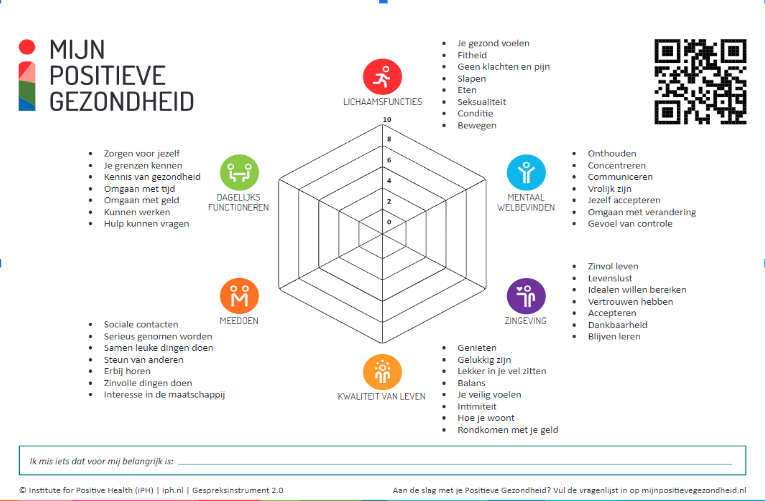 MIJN
POSITIEVE
GEZONDHEID
LICHAAMSFUNCTIES
• Je gezond voelen
• Fitheid
• Geen klachten en pijn
• Slapen
• Eten
• Seksualiteit
• Conditie
• Bewegen
10
8
6
4
2
0
• Zorgen voor jezelf
• Je grenzen kennen
• Kennis van gezondheid
• Omgaan met tijd
• Omgaan met geld
• Kunnen werken
• Hulp kunnen vragen
DAGELIJKS
FUNCTIONEREN
MENTAAL
WELBEVINDEN
• Onthouden
• Concentreren
• Communiceren
• Vrolijk zijn
• Jezelf accepteren
• Omgaan met verandering
• Gevoel van controle
MEEDOEN
• Sociale contacten
• Serieus genomen worden
• Samen leuke dingen doen
• Steun van anderen
• Erbij horen
• Zinvolle dingen doen
• Interesse in de maatschappij
ZINGEVING
• Zinvol leven
• Levenslust
• Idealen willen bereiken
• Vertrouwen hebben
• Accepteren
• Dankbaarheid
• Blijven leren
KWALITEIT VAN LEVEN
• Genieten
• Gelukkig zijn
• Lekker in je vel zitten
• Balans
• Je veilig voelen
• Intimiteit
• Hoe je woont
• Rondkomen met je geld
Ik mis iets dat voor mij belangrijk is:
© Institute for Positive Health (iPH) | iph.nl | Gespreksinstrument 2.0
Aan de slag met je Positieve Gezondheid? Vul de vragenlijst in op mijnpositievegezondheid.nl